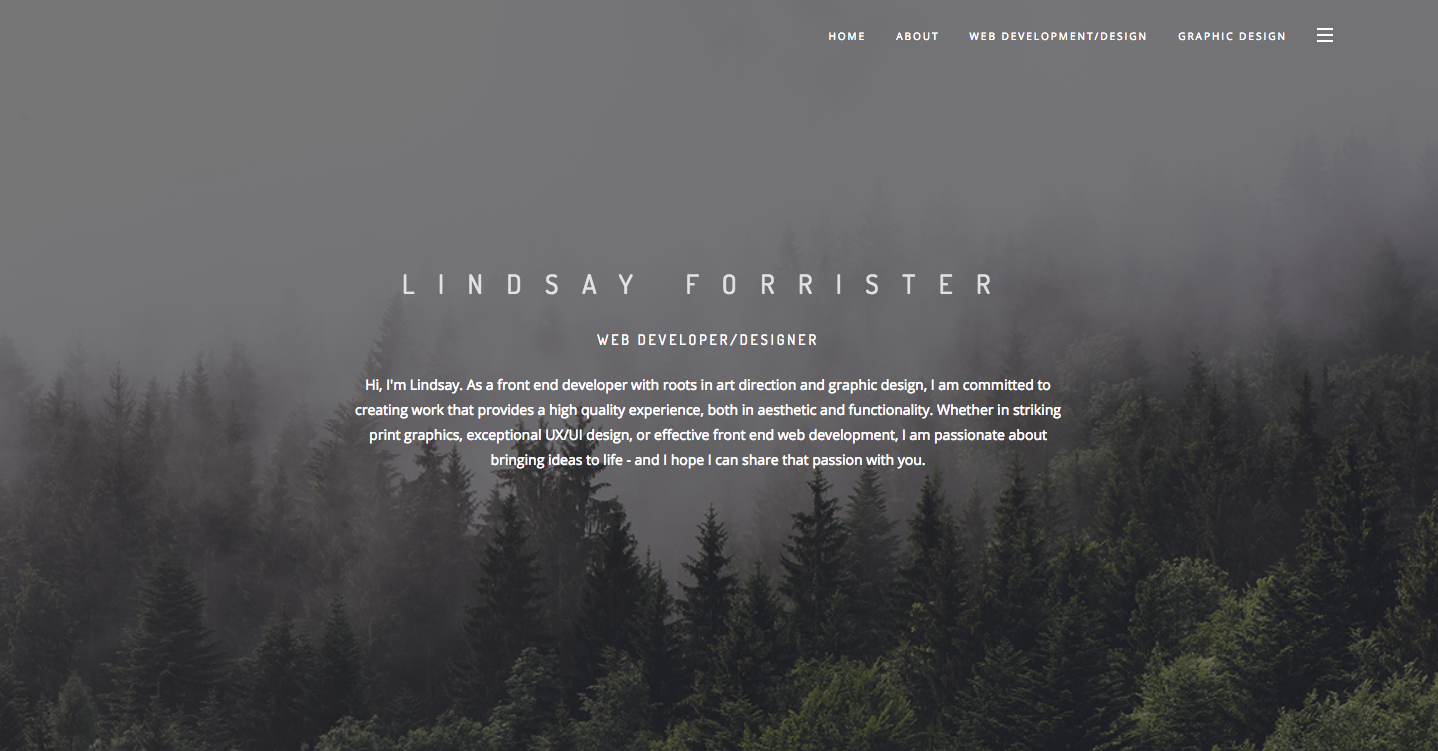 HOME ABOUT WEB DEVELOPMENT/DESIGN GRAPHIC DESIGN
LINDSAY FORRISTER
WEB DEVELOPER/DESIGNER
Hi, I'm Lindsay. As a front end developer with roots in art direction and graphic design, I am committed to
creating work that provides a high quality experience, both in aesthetic and functionality. Whether in striking
print graphics, exceptional UX/UI design, or effective front end web development, I am passionate about
bringing ideas to life - and I hope I can share that passion with you.